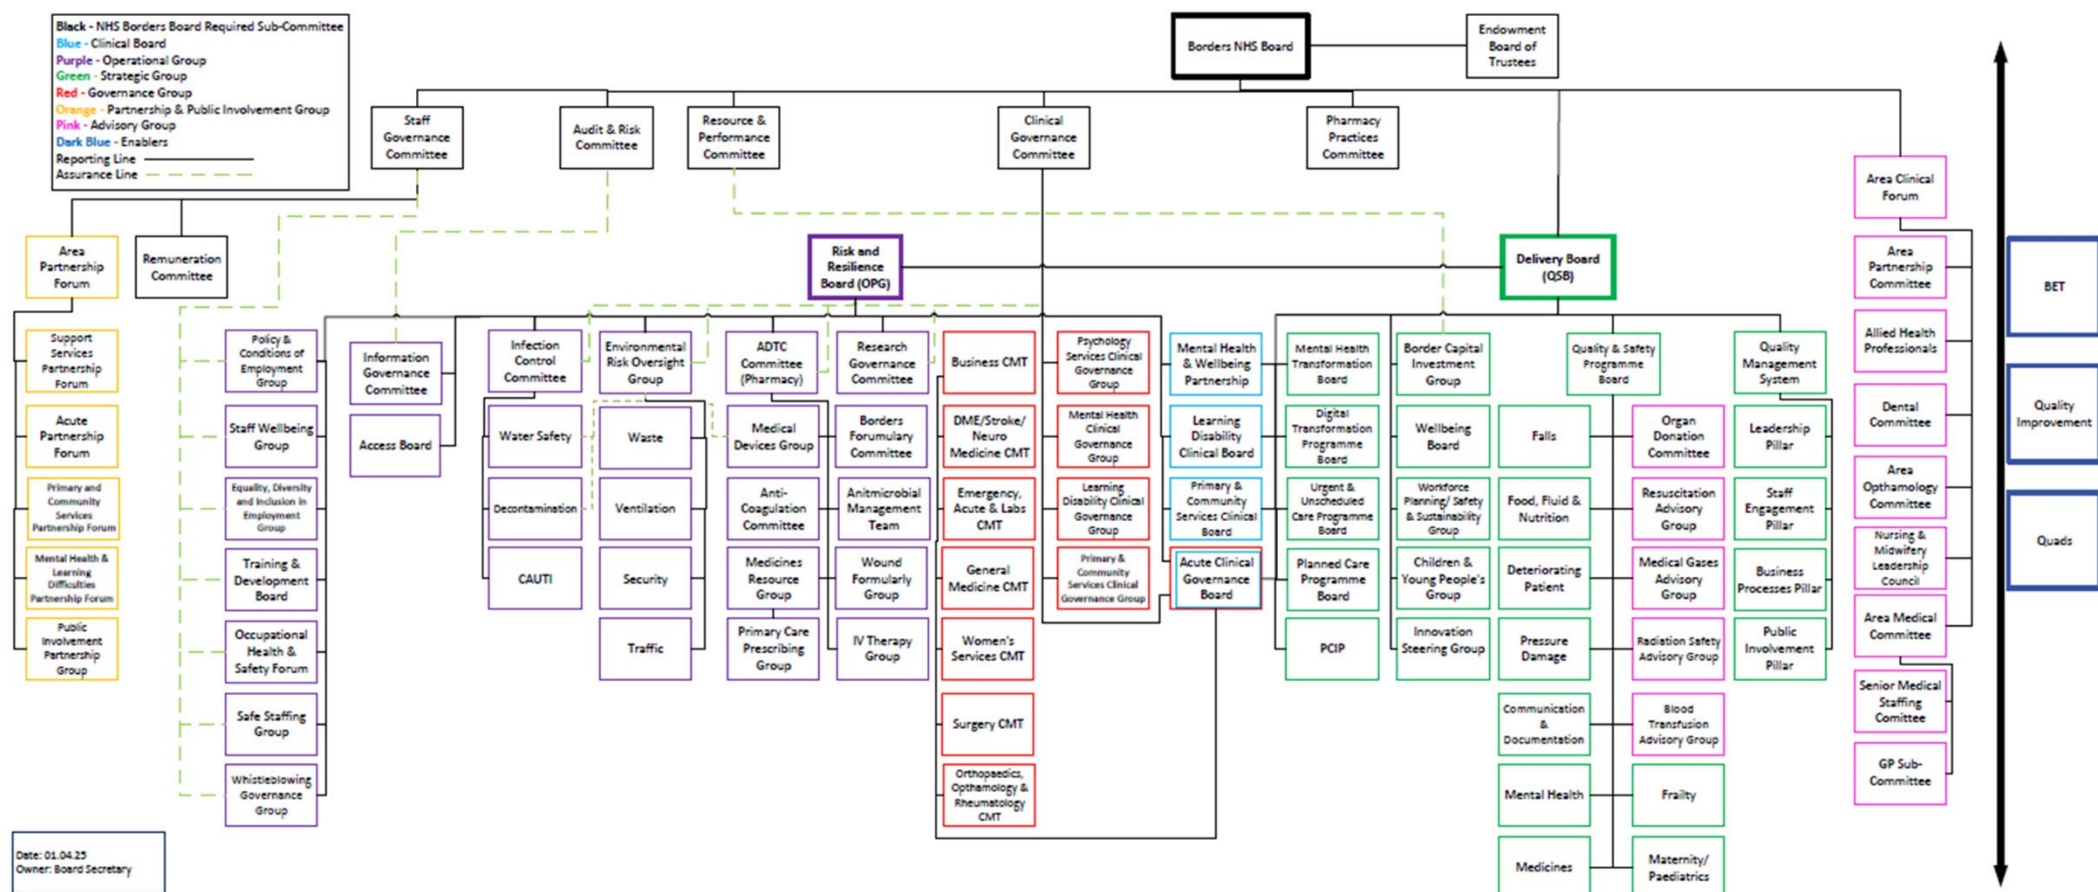 Black - NHS Borders Board Required Sub-Committee
Blue - Clinical Board
Purple - Operational Group
Green - Strategic Group
Red - Governance Group
Orange - Partnership & Public Involvement Group
Pink - Advisory Group
Dark Blue - Enablers
Reporting Line
Assurance Line
Borders NHS Board
Endowment
Board of
Trustees
Staff
Governance
Committee
Audit & Risk
Committee
Resource &
Performance
Committee
Clinical
Governance
Committee
Pharmacy
Practices
Committee
Area Clinical
Forum
Area
Partnership
Forum
Remuneration
Committee
Risk and
Resilience
Board (OPG)
Delivery Board
(QSB)
Area
Partnership
Committee
BET
Support
Services
Partnership
Forum
Acute
Partnership
Forum
Primary and
Community
Services
Partnership Forum
Mental Health &
Learning
Difficulties
Partnership Forum
Public
Involvement
Partnership
Group
Policy &
Conditions of
Employment
Group
Staff Wellbeing
Group
Equality, Diversity
and Inclusion in
Employment
Group
Training &
Development
Board
Occupational
Health &
Safety Forum
Safe Staffing
Group
Whistleblowing
Governance
Group
Information
Governance
Committee
Access Board
Infection
Control
Committee
Water Safety
Decontamination
CAUTI
Environmental
Risk Oversight
Group
Waste
Ventilation
Security
Traffic
ADTC
Committee
(Pharmacy)
Medical
Devices Group
Anti-
Coagulation
Committee
Medicines
Resource
Group
Primary Care
Prescribing
Group
Research
Governance
Committee
Borders
Forumulary
Committee
Anitmicrobial
Management
Team
Wound
Formularly
Group
IV Therapy
Group
Business CMT
DME/Stroke/
Neuro
Medicine CMT
Emergency,
Acute & Labs
CMT
General
Medicine CMT
Women's
Services CMT
Surgery CMT
Orthopaedics,
Opthamology &
Rheumatology
CMT
Psychology
Services Clinical
Governance
Group
Mental Health
Clinical
Governance
Group
Learning
Disability Clinical
Governance
Group
Primary &
Community
Services Clinical
Governance Group
Mental Health
& Wellbeing
Partnership
Learning
Disability
Clinical Board
Primary &
Community
Services Clinical
Board
Acute Clinical
Governance
Board
Mental Health
Transformation
Board
Digital
Transformation
Programme
Board
Urgent &
Unscheduled
Care Programme
Board
Planned Care
Programme
Board
PCIP
Border Capital
Investment
Group
Wellbeing
Board
Workforce
Planning/ Safety
& Sustainability
Group
Children &
Young People's
Group
Innovation
Steering Group
Quality & Safety
Programme
Board
Falls
Food, Fluid &
Nutrition
Deteriorating
Patient
Pressure
Damage
Communication
&
Documentation
Mental Health
Medicines
Organ
Donation
Committee
Resuscitation
Advisory
Group
Medical Gases
Advisory
Group
Radiation Safety
Advisory Group
Blood
Transfusion
Advisory Group
Frailty
Maternity/
Paediatrics
Quality
Management
System
Leadership
Pillar
Staff
Engagement
Pillar
Business
Processes Pillar
Public
Involvement
Pillar
Allied Health
Professionals
Dental
Committee
Area
Opthamology
Committee
Nursing &
Midwifery
Leadership
Council
Area Medical
Committee
Senior Medical
Staffing
Comittee
GP Sub-
Committee
Quality
Improvement
Quads
Date: 01.04.25
Owner: Board Secretary